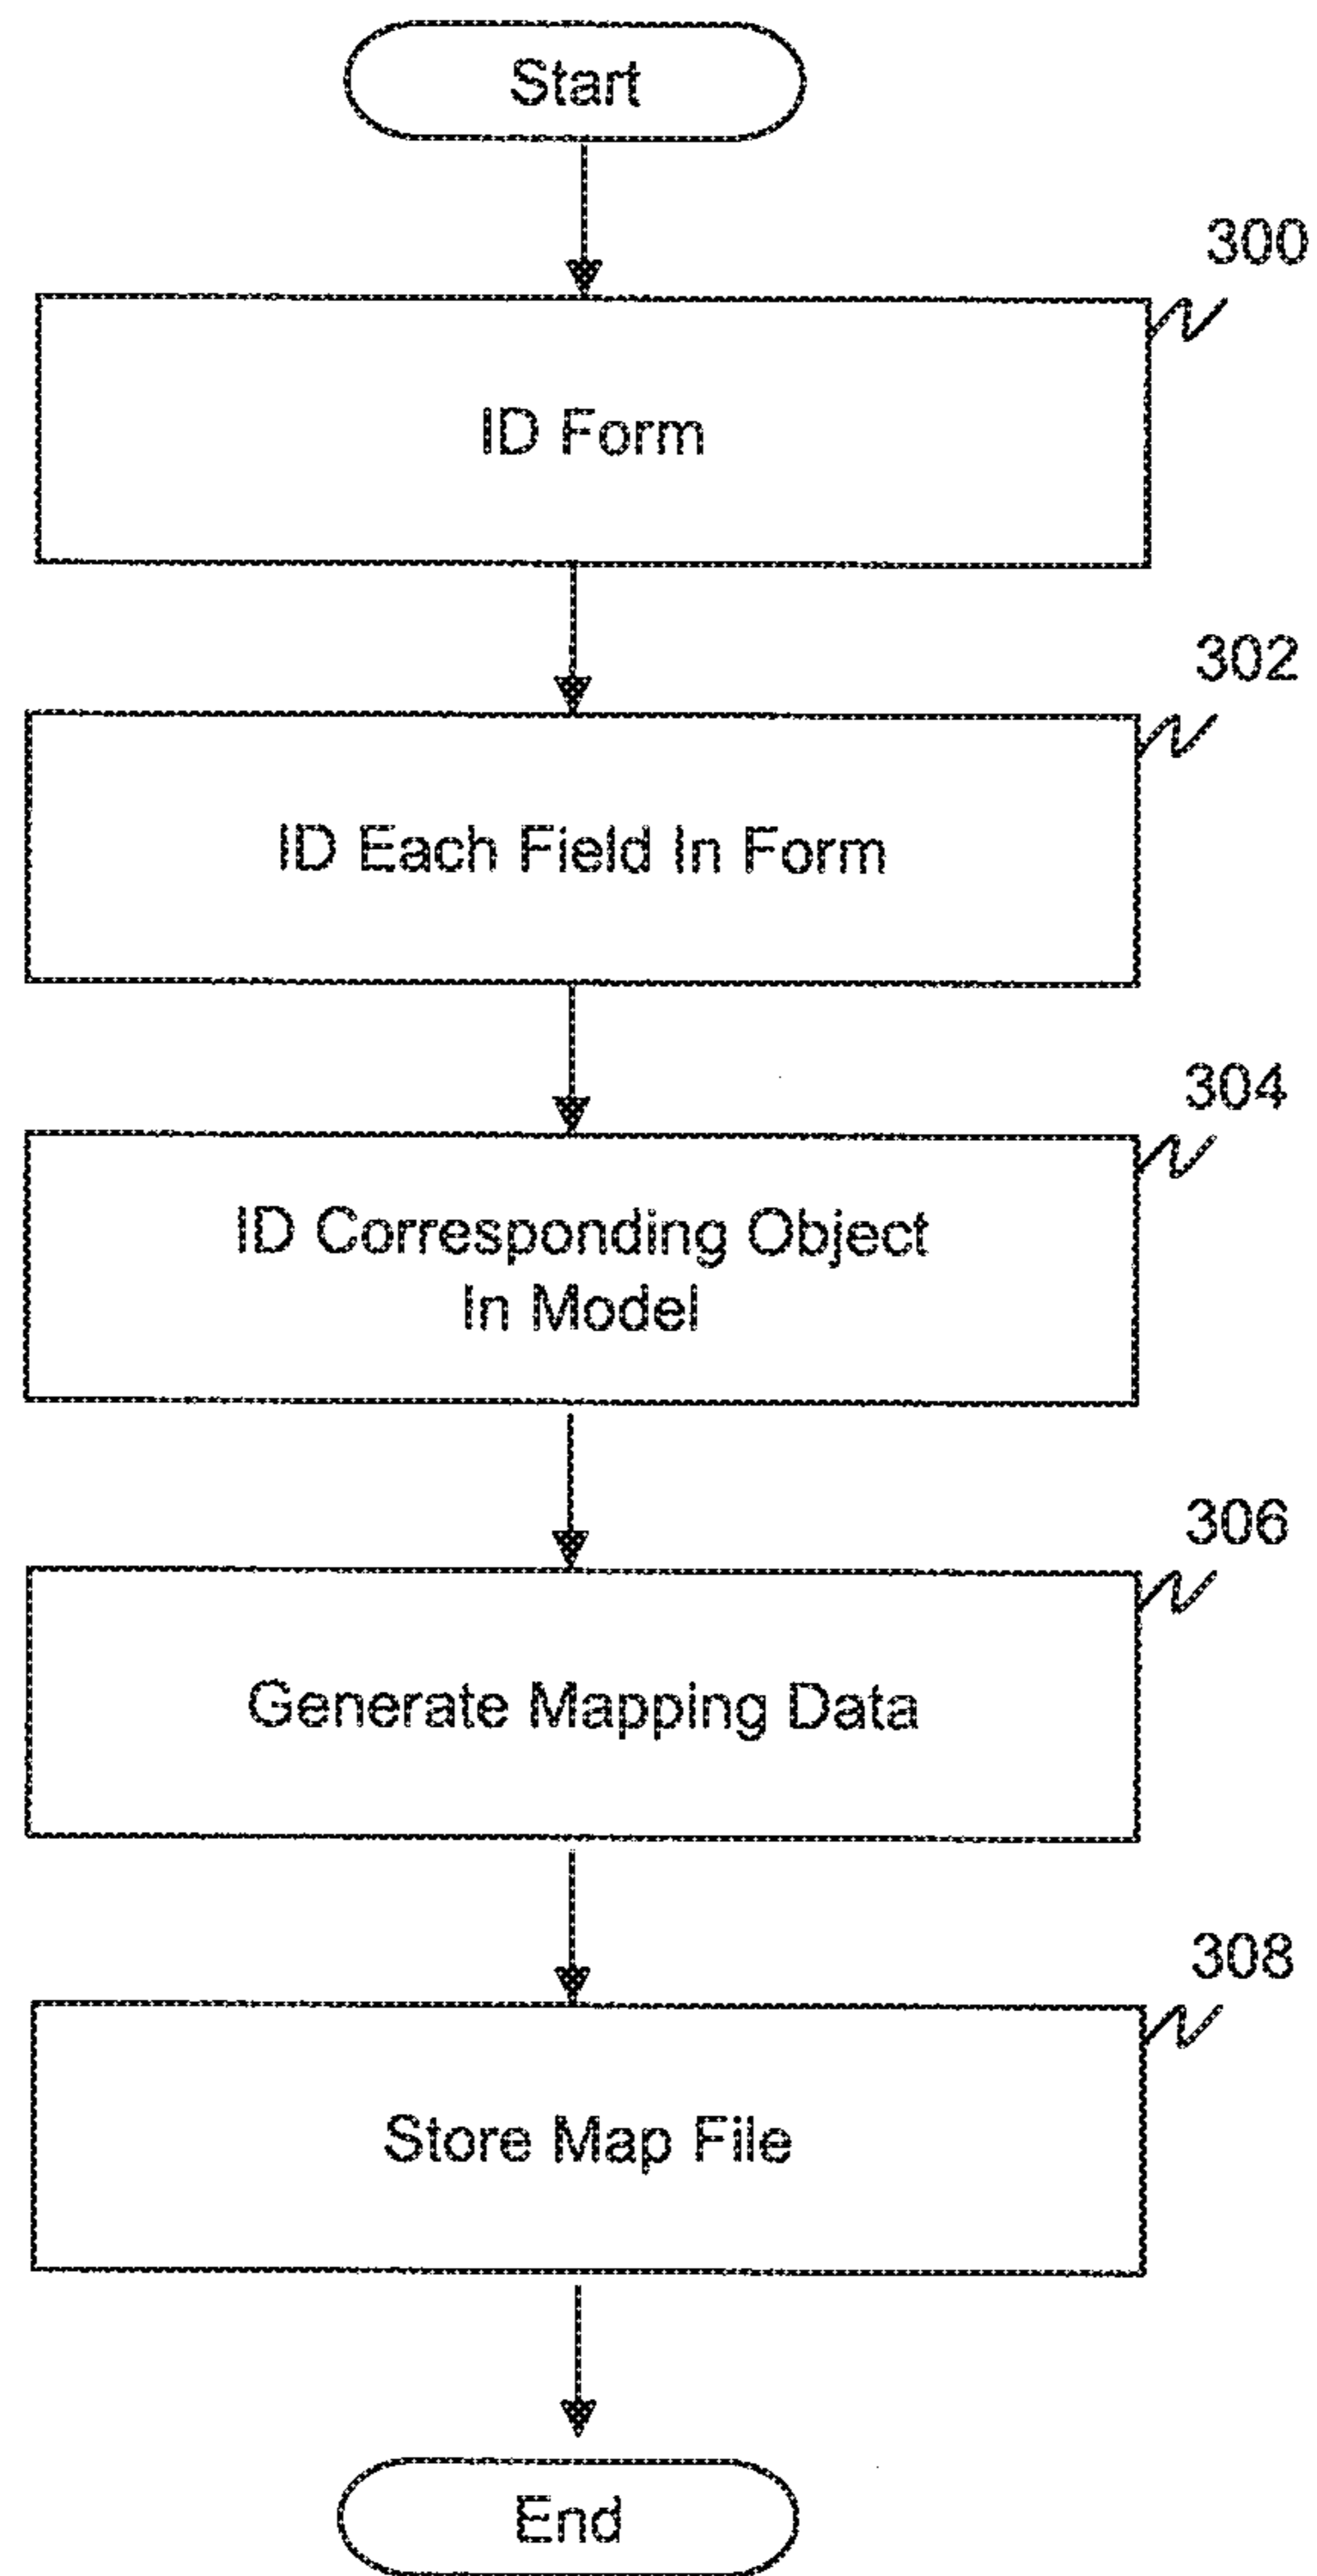 Start
300
ID Form
302
ID Each Field In Form
304
ID Corresponding Object
In Model
306
Generate Mapping Data
308
Store Map File
End